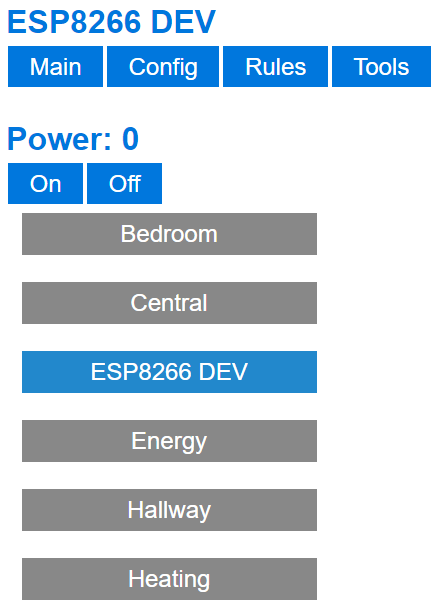 ESP8266 DEV
Main Config Rules Tools
Power: 0
On Off
Bedroom
Central
ESP8266 DEV
Energy
Hallway
Heating